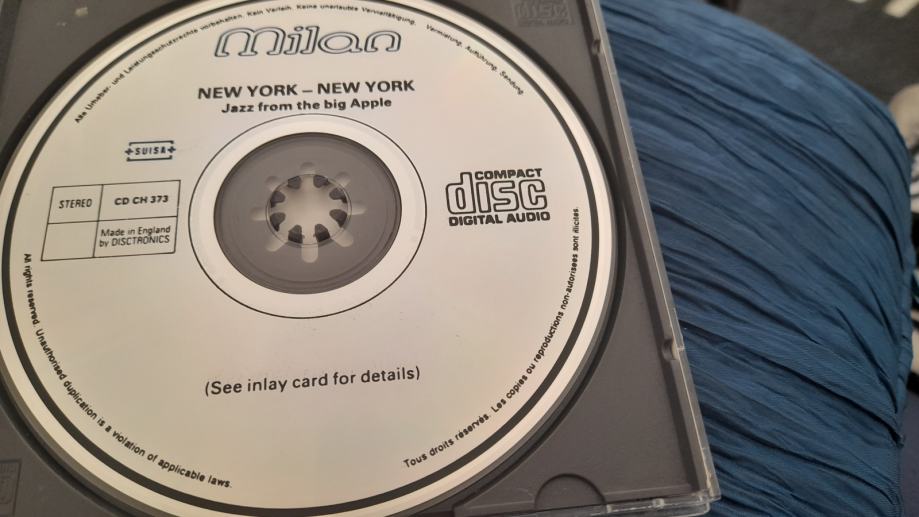 Alle Urheber- und Leistungsschutzrechte vorbehalten. Kein Verleih. Keine unerlaubte Vervielfältigung, Vermietung, Aufführung, Sendung
Milan
NEW YORK – NEW YORK
Jazz from the big Apple
SUISA
STEREO
CD CH 373
Made in England
by DISCTRONICS
COMPACT
disc
DIGITAL AUDIO
(See inlay card for details)
All rights reserved. Unauthorised duplication is a violation of applicable laws.
Tous droits réservés. Les copies ou reproductions non-autorisées sont illicites.